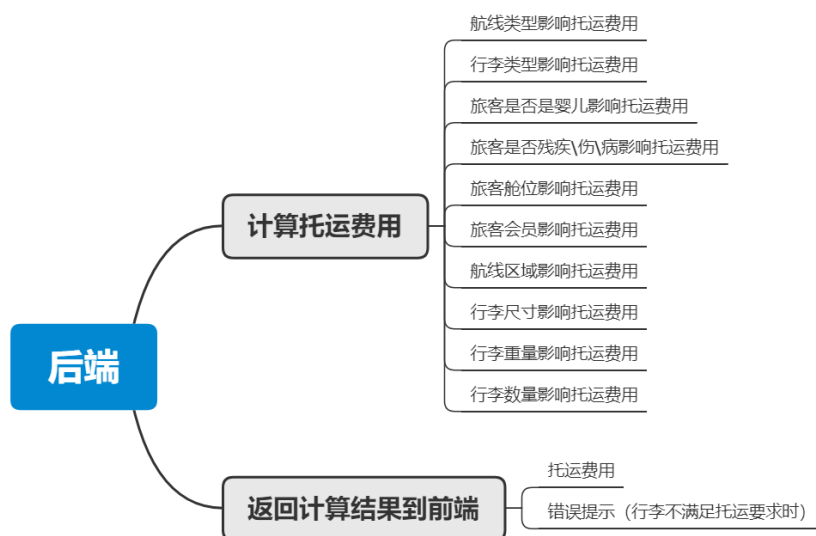 后端
计算托运费用
航线类型影响托运费用
行李类型影响托运费用
旅客是否是婴儿影响托运费用
旅客是否残疾\伤\病影响托运费用
旅客舱位影响托运费用
旅客会员影响托运费用
航线区域影响托运费用
行李尺寸影响托运费用
行李重量影响托运费用
行李数量影响托运费用
返回计算结果到前端
托运费用
错误提示（行李不满足托运要求时）